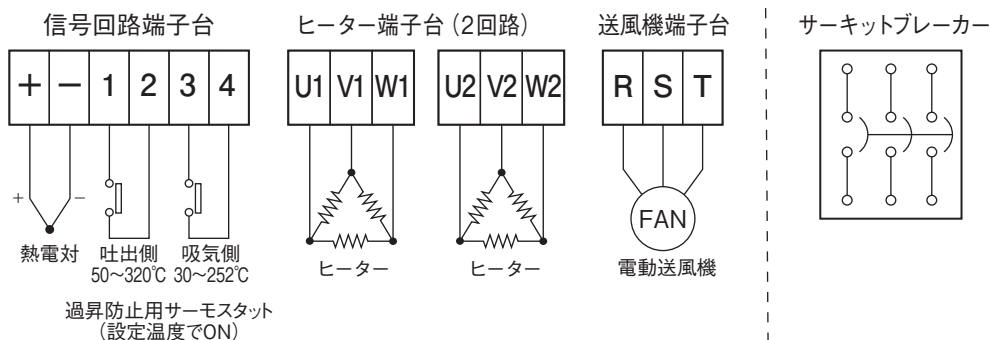 信号回路端子台
ヒーター端子台(2回路)
送風機端子台
サーキットブレーカー
+ − 1 2 3 4
U1 V1 W1
U2 V2 W2
R S T
+ −
熱電対
吐出側
50~320℃
吸気側
30~252℃
過昇防止用サーモスタット
(設定温度でON)
ヒーター
ヒーター
FAN
電動送風機